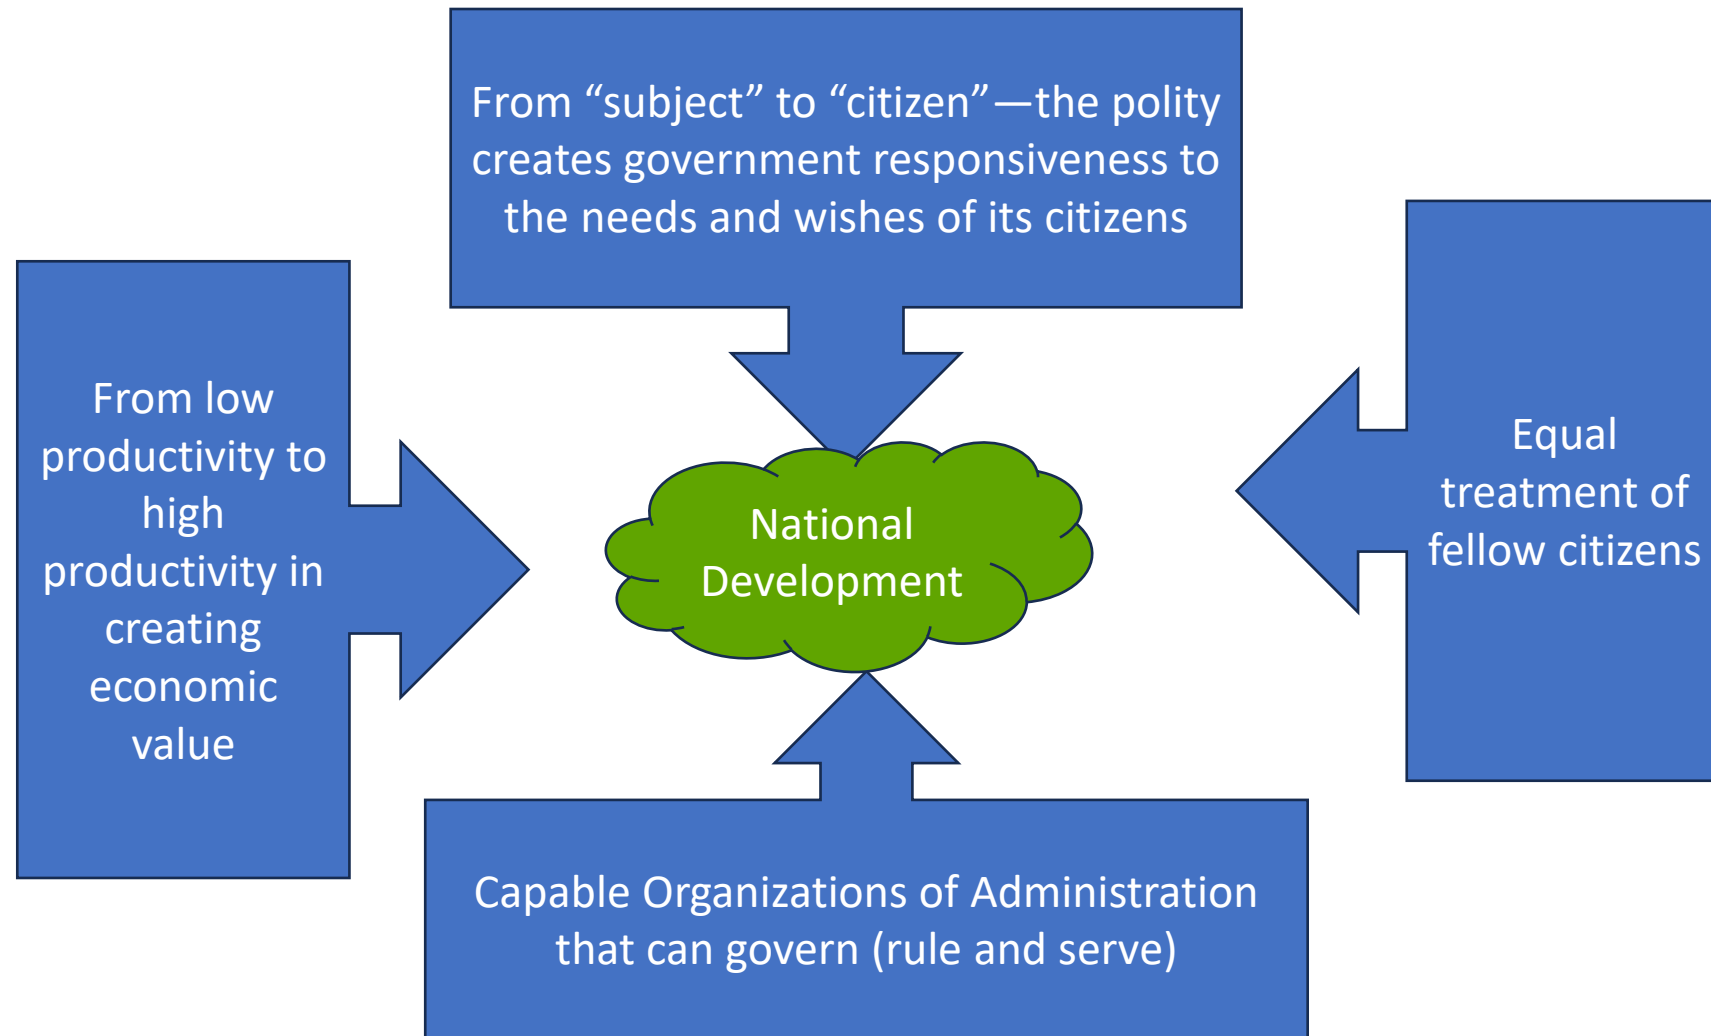 From “subject” to “citizen”—the polity
creates government responsiveness to
the needs and wishes of its citizens
From low
productivity to
high
productivity in
creating
economic
value
National
Development
Equal
treatment of
fellow citizens
Capable Organizations of Administration
that can govern (rule and serve)